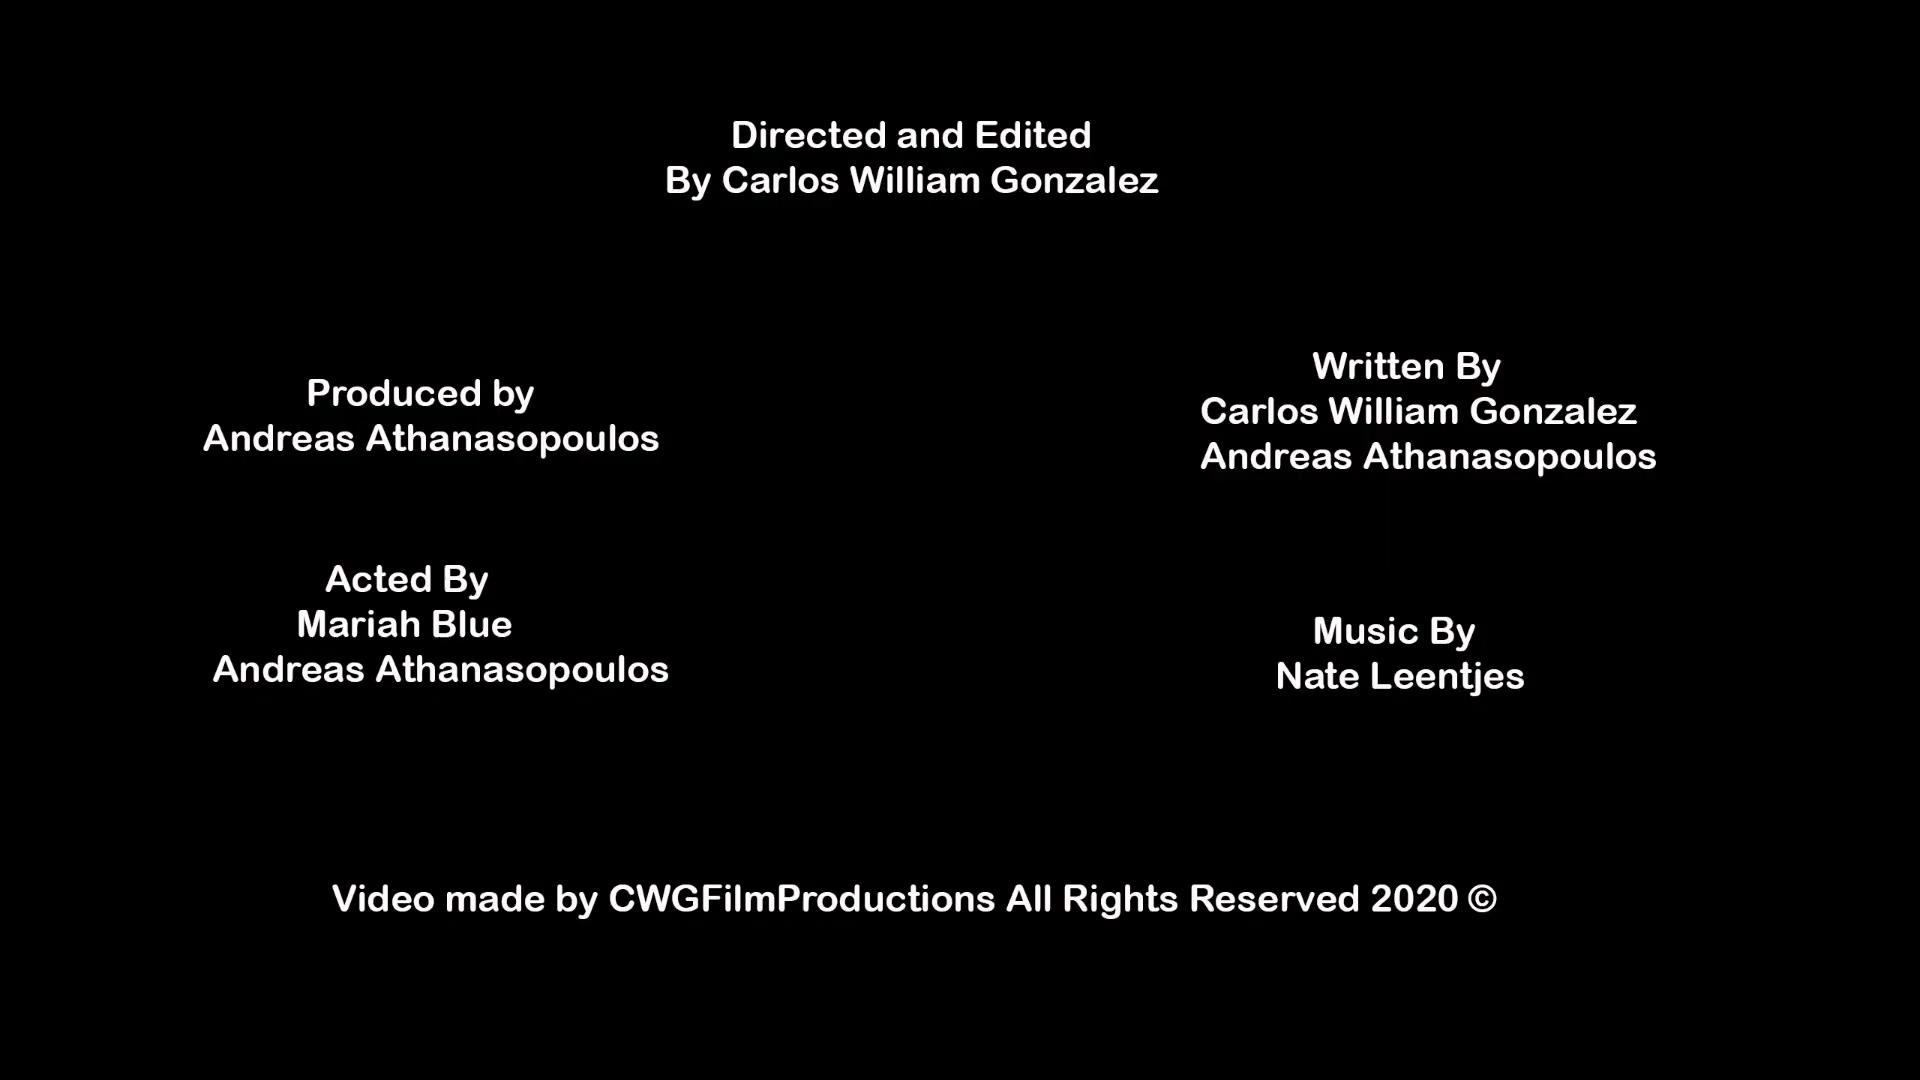 Directed and Edited
By Carlos William Gonzalez
Produced by
Andreas Athanasopoulos
Written By
Carlos William Gonzalez
Andreas Athanasopoulos
Acted By
Mariah Blue
Andreas Athanasopoulos
Music By
Nate Leentjes
Video made by CWGFilmProductions All Rights Reserved 2020 ©